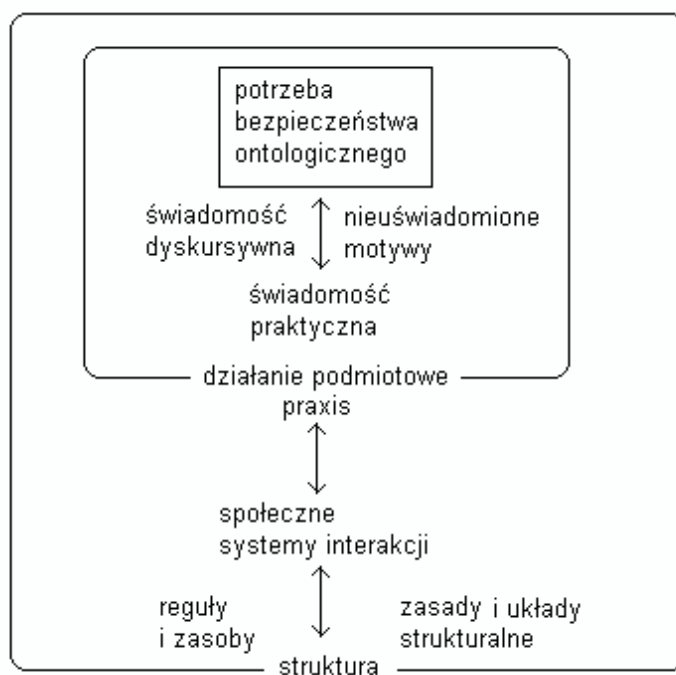 potrzeba
bezpieczeństwa
ontologicznego
świadomość
dyskursywna
nieuświadomione
motywy
świadomość
praktyczna
działanie podmiotowe
praxis
społeczne
systemy interakcji
reguły
i zasoby
zasady i układy
strukturalne
struktura